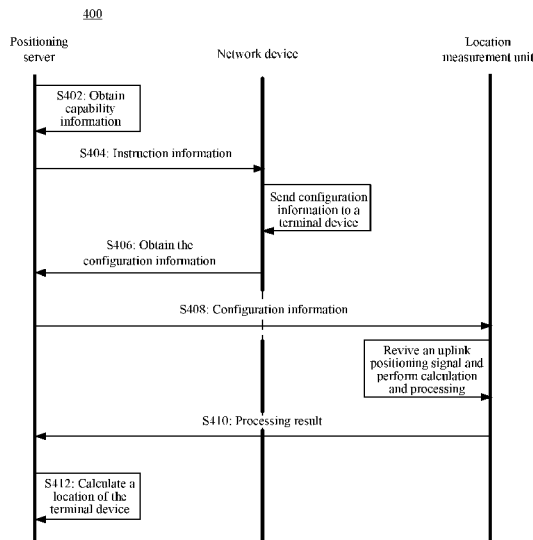 400
Positioning
server
Network device
Location
measurement unit
S402: Obtain
capability
information
S404: Instruction information
Send configuration
information to a
terminal device
S406: Obtain the
configuration information
S408: Configuration information
Revive an uplink
positioning signal and
perform calculation
and processing
S410: Processing result
S412: Calculate a
location of the
terminal device